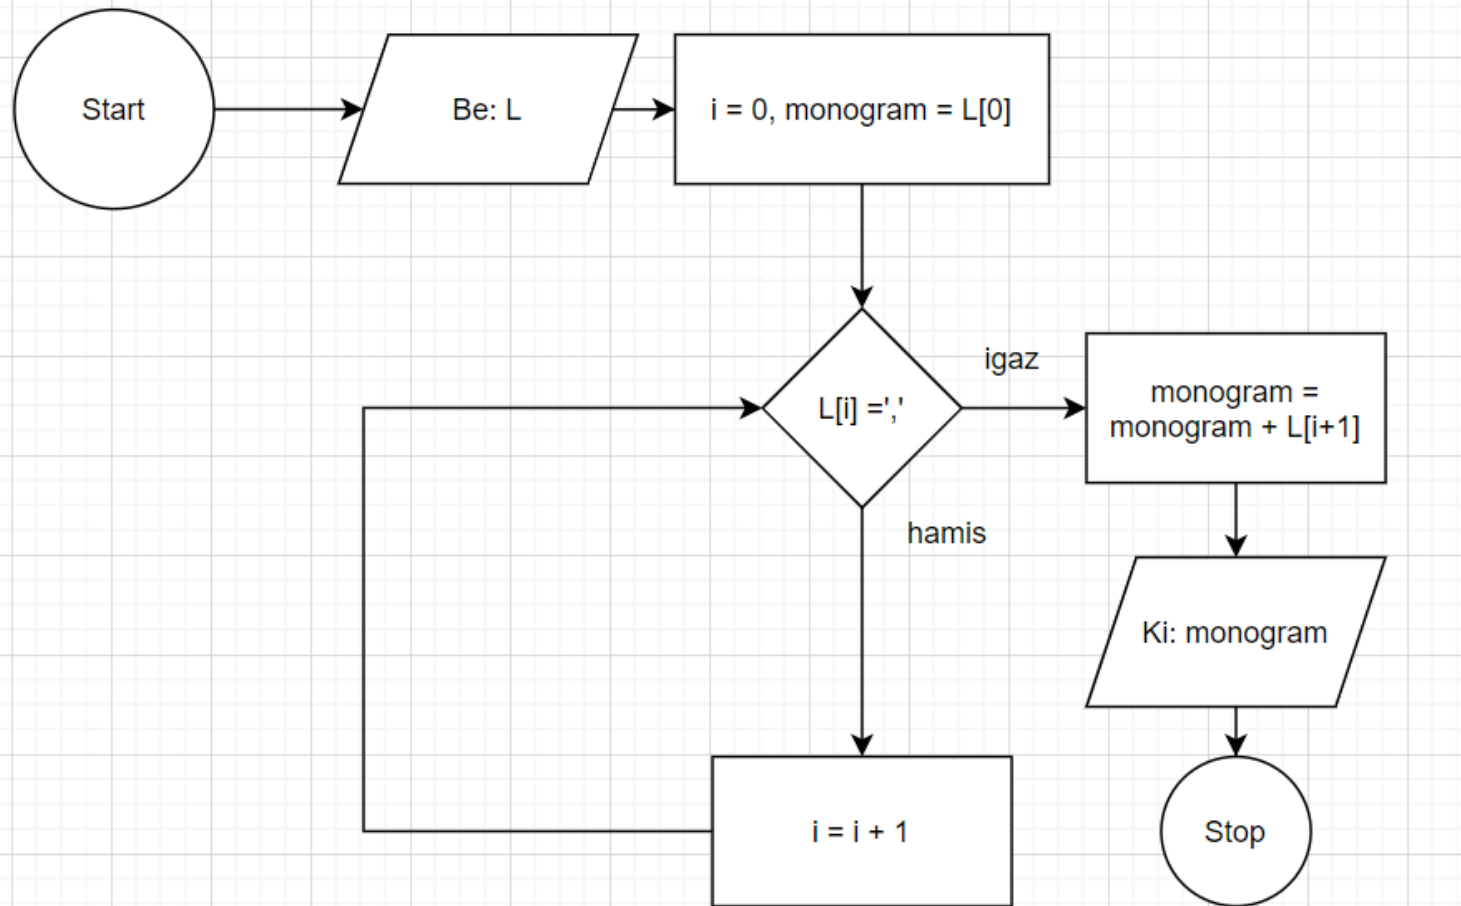 Start
Be: L
i = 0, monogram = L[0]
L[i] =','
igaz
monogram =
monogram + L[i+1]
hamis
Ki: monogram
i = i + 1
Stop